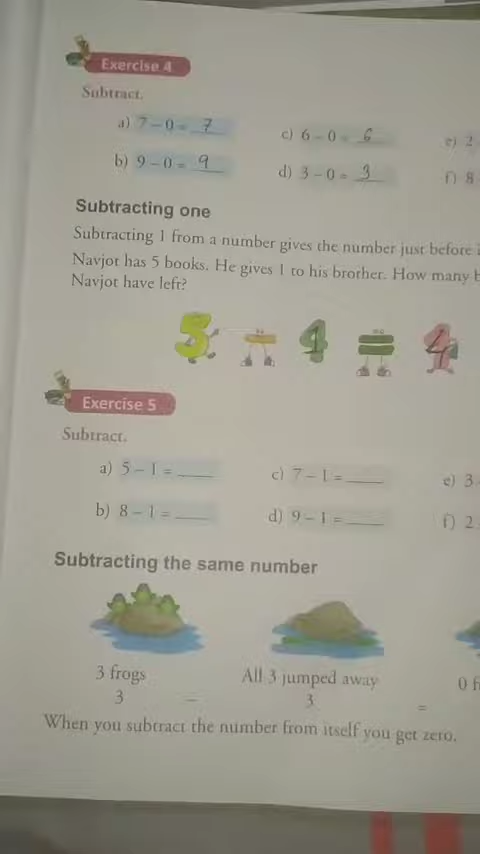 Exercise 4
Subtract.
a) 7 – 0 = 7
c) 6 – 0 = 6
e) 2
b) 9 – 0 = 9
d) 3 – 0 = 3
f) 8
Subtracting one
Subtracting 1 from a number gives the number just before
Navjot has 5 books. He gives 1 to his brother. How many
Navjot have left?
5 – 1 = 4
Exercise 5
Subtract.
a) 5 – 1 = ____
c) 7 – 1 = ____
e) 3
b) 8 – 1 = ____
d) 9 – 1 = ____
f) 2
Subtracting the same number
3 frogs
All 3 jumped away
0
3 – 3 =
When you subtract the number from itself you get zero.